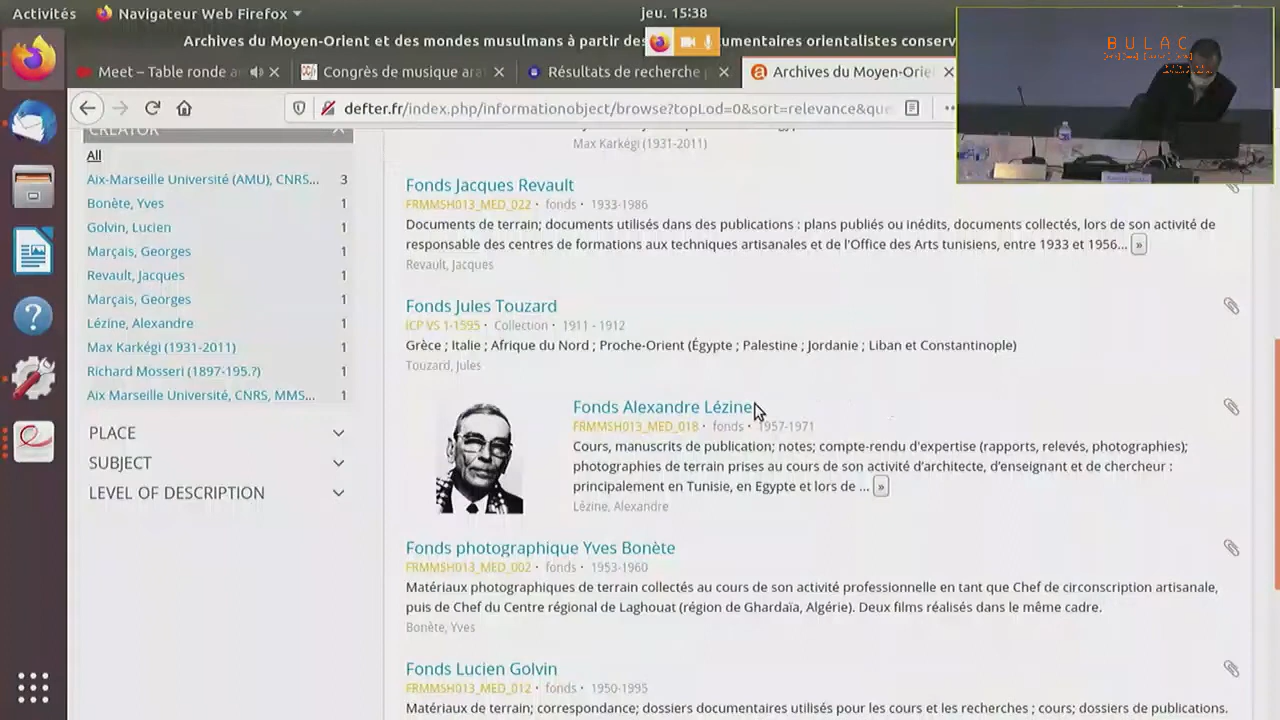 Activités
Navigateur Web Firefox
jeu. 15:38
Archives du Moyen-Orient et des mondes musulmans à partir des
umentaires orientalistes conserv
BULAC
Meet – Table ronde a
Congrès de musique ara
Résultats de recherche
Archives du Moyen-Orie
defter.fr/index.php/informationobject/browse?topLod=0&sort=relevance&que
CREATOR
All
Aix-Marseille Université (AMU), CNRS... 3
Bonète, Yves 1
Golvin, Lucien 1
Marçais, Georges 1
Revault, Jacques 1
Marçais, Georges 1
Lézine, Alexandre 1
Max Karkégi (1931-2011) 1
Richard Mosseri (1897-195.?) 1
Aix Marseille Université, CNRS, MMS... 1
PLACE
SUBJECT
LEVEL OF DESCRIPTION
Max Karkégi (1931-2011)
Fonds Jacques Revault
FRMMSH013_MED_022 · fonds · 1933-1986
Documents de terrain; documents utilisés dans des publications : plans publiés ou inédits, documents collectés, lors de son activité de
responsable des centres de formations aux techniques artisanales et de l'Office des Arts tunisiens, entre 1933 et 1956... »
Revault, Jacques
Fonds Jules Touzard
ICP VS 1-1595 · Collection · 1911 - 1912
Grèce ; Italie ; Afrique du Nord ; Proche-Orient (Égypte ; Palestine ; Jordanie ; Liban et Constantinople)
Touzard, Jules
Fonds Alexandre Lézine
FRMMSH013_MED_018 · fonds · 1957-1971
Cours, manuscrits de publication; notes; compte-rendu d'expertise (rapports, relevés, photographies);
photographies de terrain prises au cours de son activité d'architecte, d'enseignant et de chercheur :
principalement en Tunisie, en Egypte et lors de ... »
Lézine, Alexandre
Fonds photographique Yves Bonète
FRMMSH013_MED_002 · fonds · 1953-1960
Matériaux photographiques de terrain collectés au cours de son activité professionnelle en tant que Chef de circonscription artisanale,
puis de Chef du Centre régional de Laghouat (région de Ghardaïa, Algérie). Deux films réalisés dans le même cadre.
Bonète, Yves
Fonds Lucien Golvin
FRMMSH013_MED_012 · fonds · 1950-1995
Matériaux de terrain; correspondance; dossiers documentaires utilisés pour les cours et les recherches ; cours; dossiers de publications.